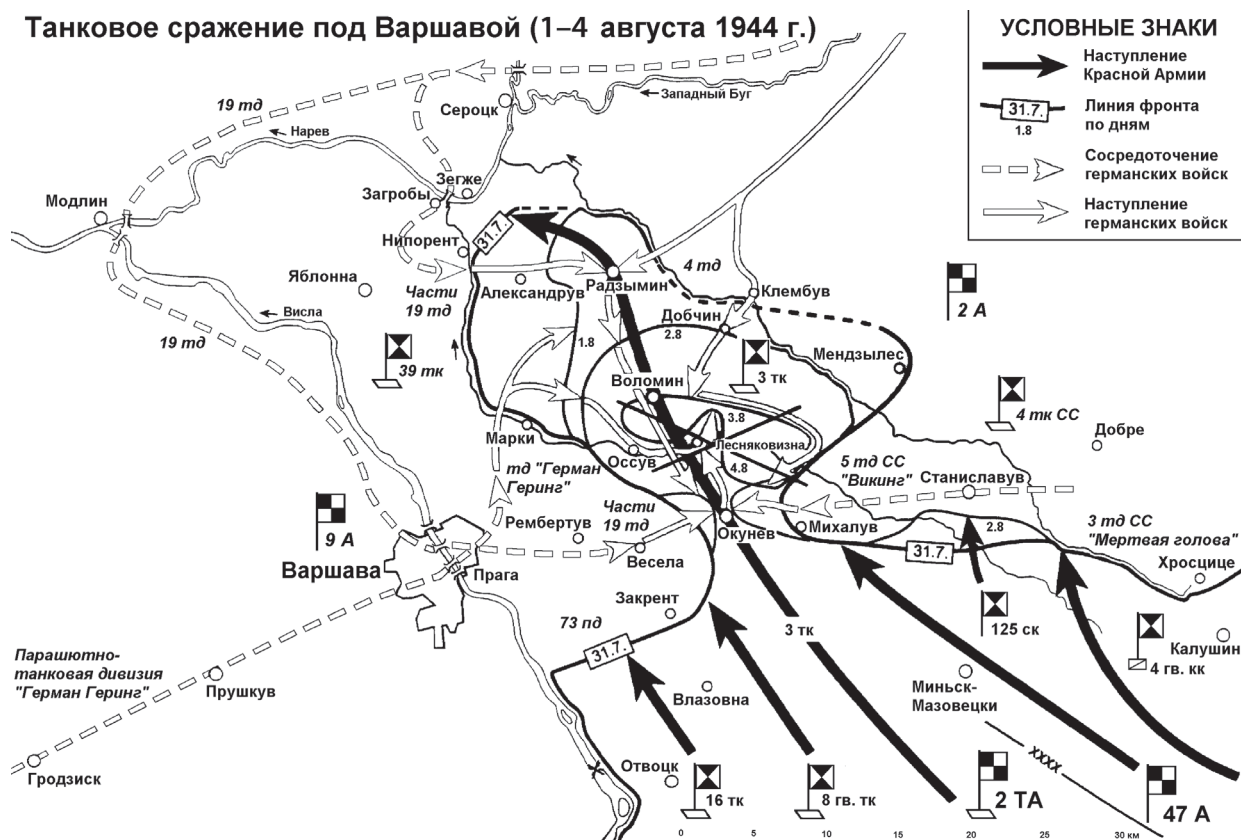 Танковое сражение под Варшавой (1–4 августа 1944 г.)
УСЛОВНЫЕ ЗНАКИ
Наступление
Красной Армии
31.7.
1.8
Линия фронта
по дням
Сосредоточение
германских войск
Наступление
германских войск
19 тд
Сероцк
Западный Буг
Нарев
Зегже
Загробы
Модлин
Нипорент
31.7.
Яблонна
Части
19 тд
Александрув
Радзымин
4 тд
Клембув
2 А
Висла
19 тд
39 тк
1.8
Добчин
2.8
3 тк
Мендзылес
Воломин
4 тк СС
Добре
3.8
Марки
Оссув
Лесняковизна
4.8
тд "Герман
Геринг"
5 тд СС
"Викинг"
Станиславув
9 А
Части
19 тд
Рембертув
Окунев
Михалув
2.8
31.7.
3 тд СС
"Мертвая голова"
Варшава
Прага
Весела
Хросцице
Закрент
73 пд
31.7.
3 тк
125 ск
4 гв. кк
Калушин
Парашютно-
танковая дивизия
"Герман Геринг"
Прушкув
Влазовна
Миньск-
Мазовецки
XXXX
Гродзиск
Отвоцк
16 тк
8 гв. тк
2 ТА
47 А
0 5 10 15 20 25 30 км